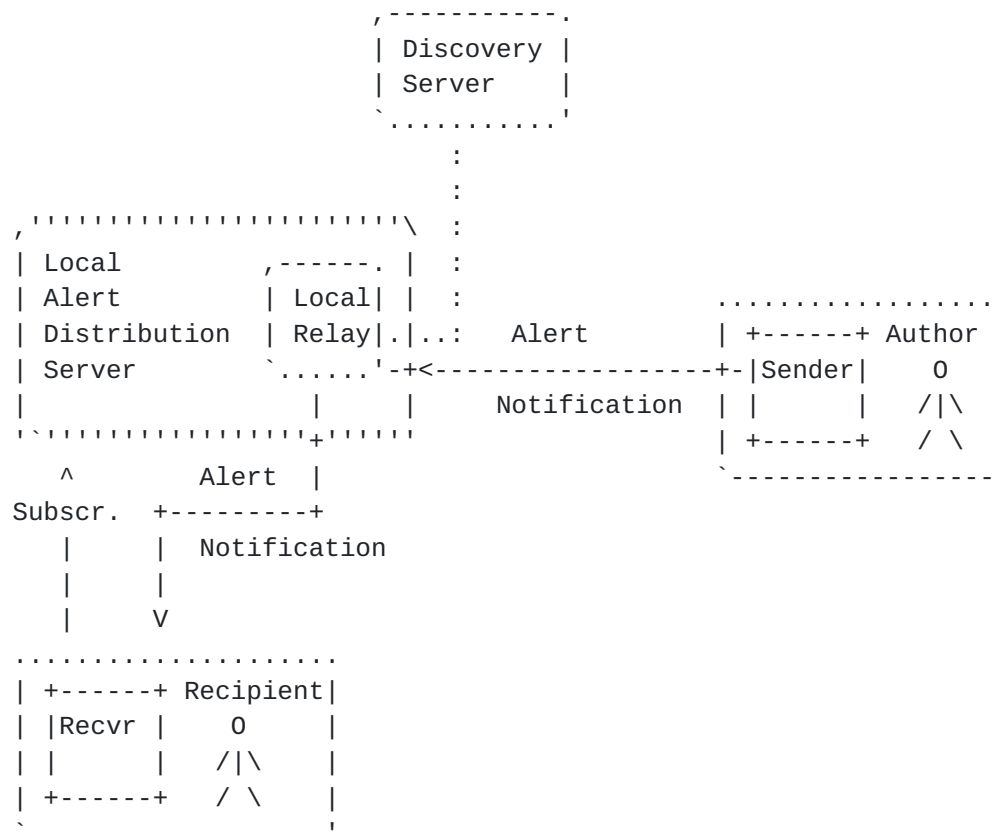 Discovery
Server
Local
Alert Local
Distribution Relay Alert Author
Server Sender
Notification
Alert
Subscr.
Notification
Recipient
Recvr